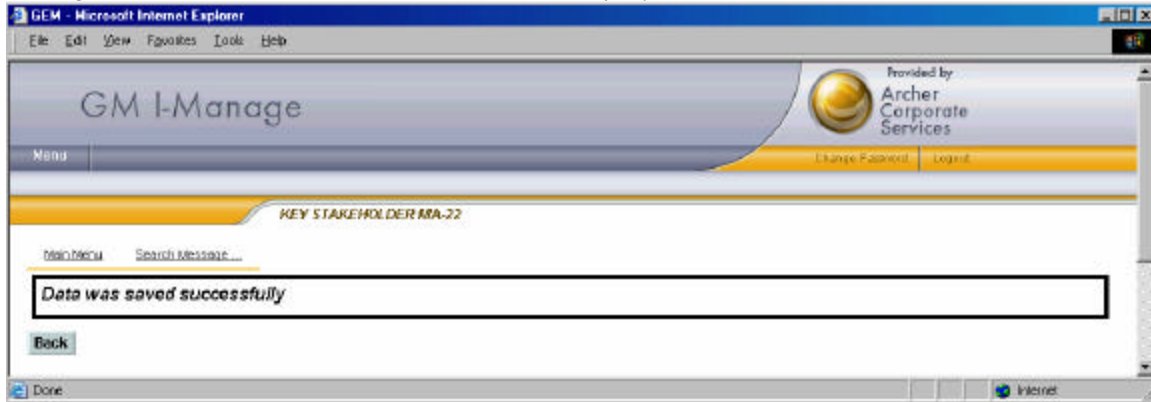 GEM - Microsoft Internet Explorer
File Edit View Favorites Tools Help
GM I-Manage
Provided by
Archer
Corporate
Services
Menu
Change Password Logout
KEY STAKEHOLDER MA-22
Main Menu Search Message ...
Data was saved successfully
Back
Done Internet